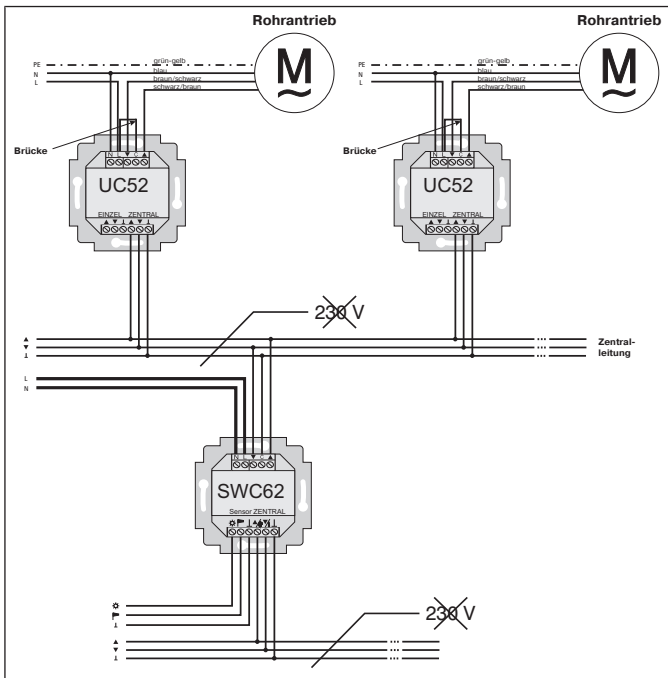 Rohrantrieb Rohrantrieb
PE grün-gelb M PE grün-gelb M
N blau N blau
L braun/schwarz L braun/schwarz
schwarz/braun schwarz/braun
Brücke Brücke
N L ▼ C ▲ N L ▼ C ▲
UC52 UC52
EINZEL ZENTRAL EINZEL ZENTRAL
230 V
Zentral-
leitung
L
N
N L ▼ C ▲
SWC62
Sensor ZENTRAL
230 V